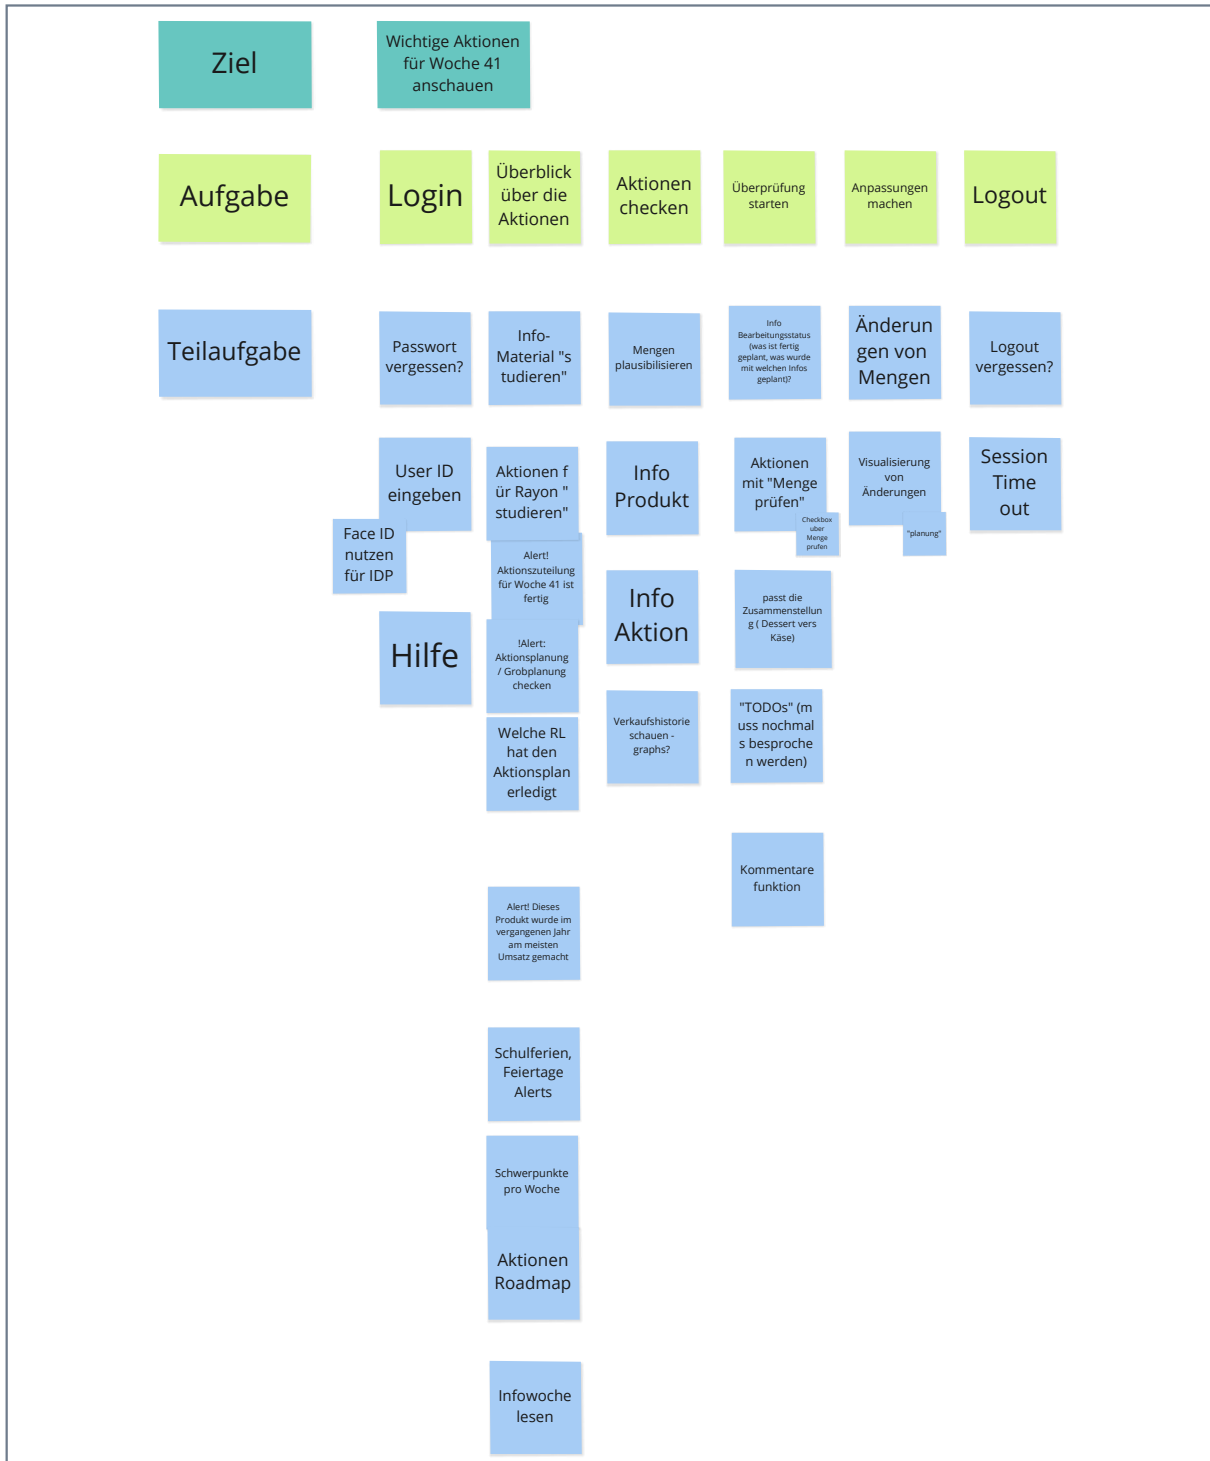 Ziel
Wichtige Aktionen
für Woche 41
anschauen
Aufgabe
Login
Überblick
über die
Aktionen
Aktionen
checken
Überprüfung
starten
Anpassungen
machen
Logout
Teilaufgabe
Passwort
vergessen?
Info-
Material "s
tudieren"
Mengen
plausibilisieren
Info
Bearbeitungsstatus
(was ist fertig
geplant, was wurde
mit welchen Infos
geplant)?
Änderun
gen von
Mengen
Logout
vergessen?
User ID
eingeben
Aktionen f
ür Rayon "
studieren"
Info
Produkt
Aktionen
mit "Menge
prüfen"
Checkbox
uber
Menge
prufen
Visualisierung
von
Änderungen
"planung"
Session
Time
out
Face ID
nutzen
für IDP
Alert!
Aktionszuteilung
für Woche 41 ist
fertig
Info
Aktion
passt die
Zusammenstellun
g ( Dessert vers
Käse)
Hilfe
!Alert:
Aktionsplanung
/ Grobplanung
checken
Verkaufshistorie
schauen -
graphs?
"TODOs" (m
uss nochmal
s besproche
n werden)
Welche RL
hat den
Aktionsplan
erledigt
Kommentare
funktion
Alert! Dieses
Produkt wurde im
vergangenen Jahr
am meisten
Umsatz gemacht
Schulferien,
Feiertage
Alerts
Schwerpunkte
pro Woche
Aktionen
Roadmap
Infowoche
lesen